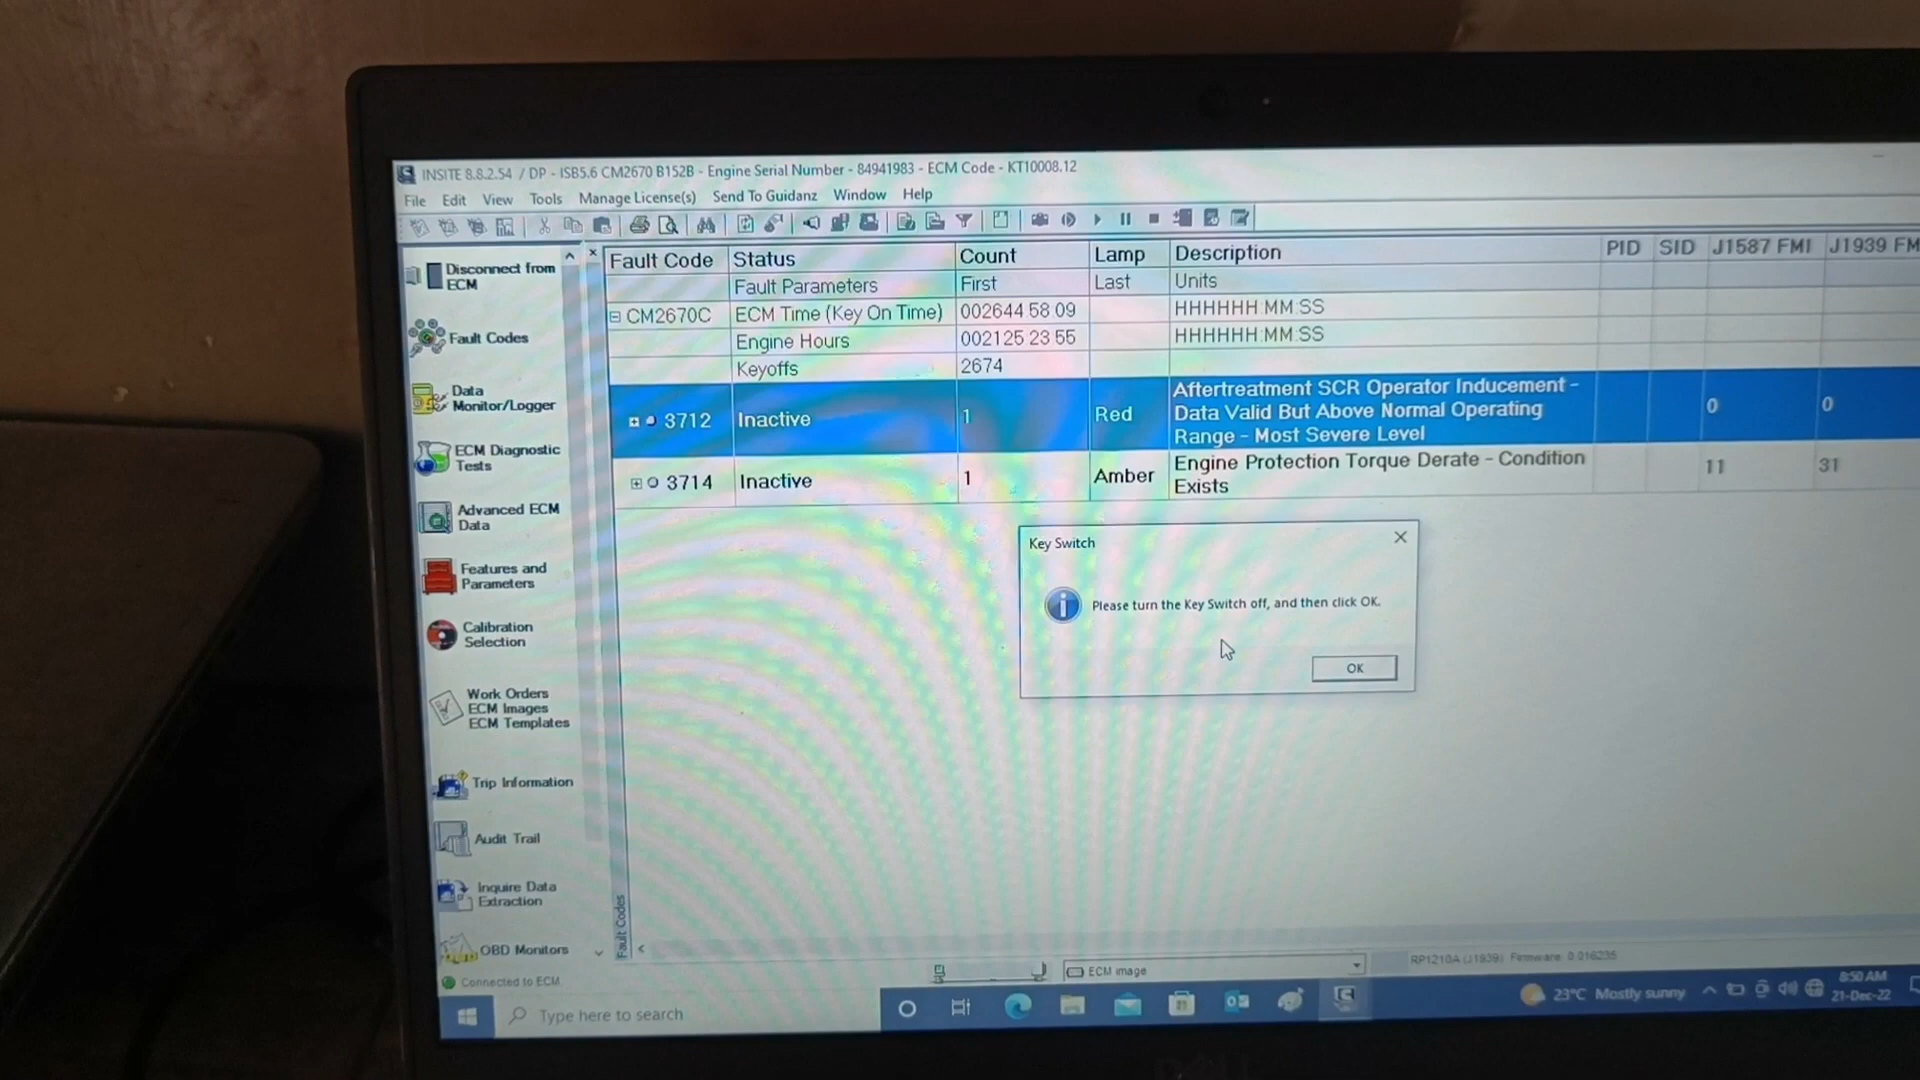 INSITE 8.8.2.54 / DP - ISB5.6 CM2670 B152B - Engine Serial Number - 84941983 - ECM Code - KT10008.12
File Edit View Tools Manage License(s) Send To Guidanz Window Help
Disconnect from
ECM
Fault Codes
Data
Monitor/Logger
ECM Diagnostic
Tests
Advanced ECM
Data
Features and
Parameters
Calibration
Selection
Work Orders
ECM Images
ECM Templates
Trip Information
Audit Trail
Inquire Data
Extraction
OBD Monitors
Connected to ECM
Fault Codes
Fault Code Status Count Lamp Description PID SID J1587 FMI J1939 FM
Fault Parameters First Last Units
CM2670C ECM Time (Key On Time) 002644 58 09 HHHHHH:MM:SS
Engine Hours 002125 23 55 HHHHHH:MM:SS
Keyoffs 2674
3712 Inactive 1 Red Aftertreatment SCR Operator Inducement -
Data Valid But Above Normal Operating
Range - Most Severe Level 0 0
3714 Inactive 1 Amber Engine Protection Torque Derate - Condition
Exists 11 31
Key Switch
Please turn the Key Switch off, and then click OK.
OK
ECM image
RP1210A (J1939) Firmware: 0.016235
Type here to search
23°C Mostly sunny
8:50 AM
21-Dec-22